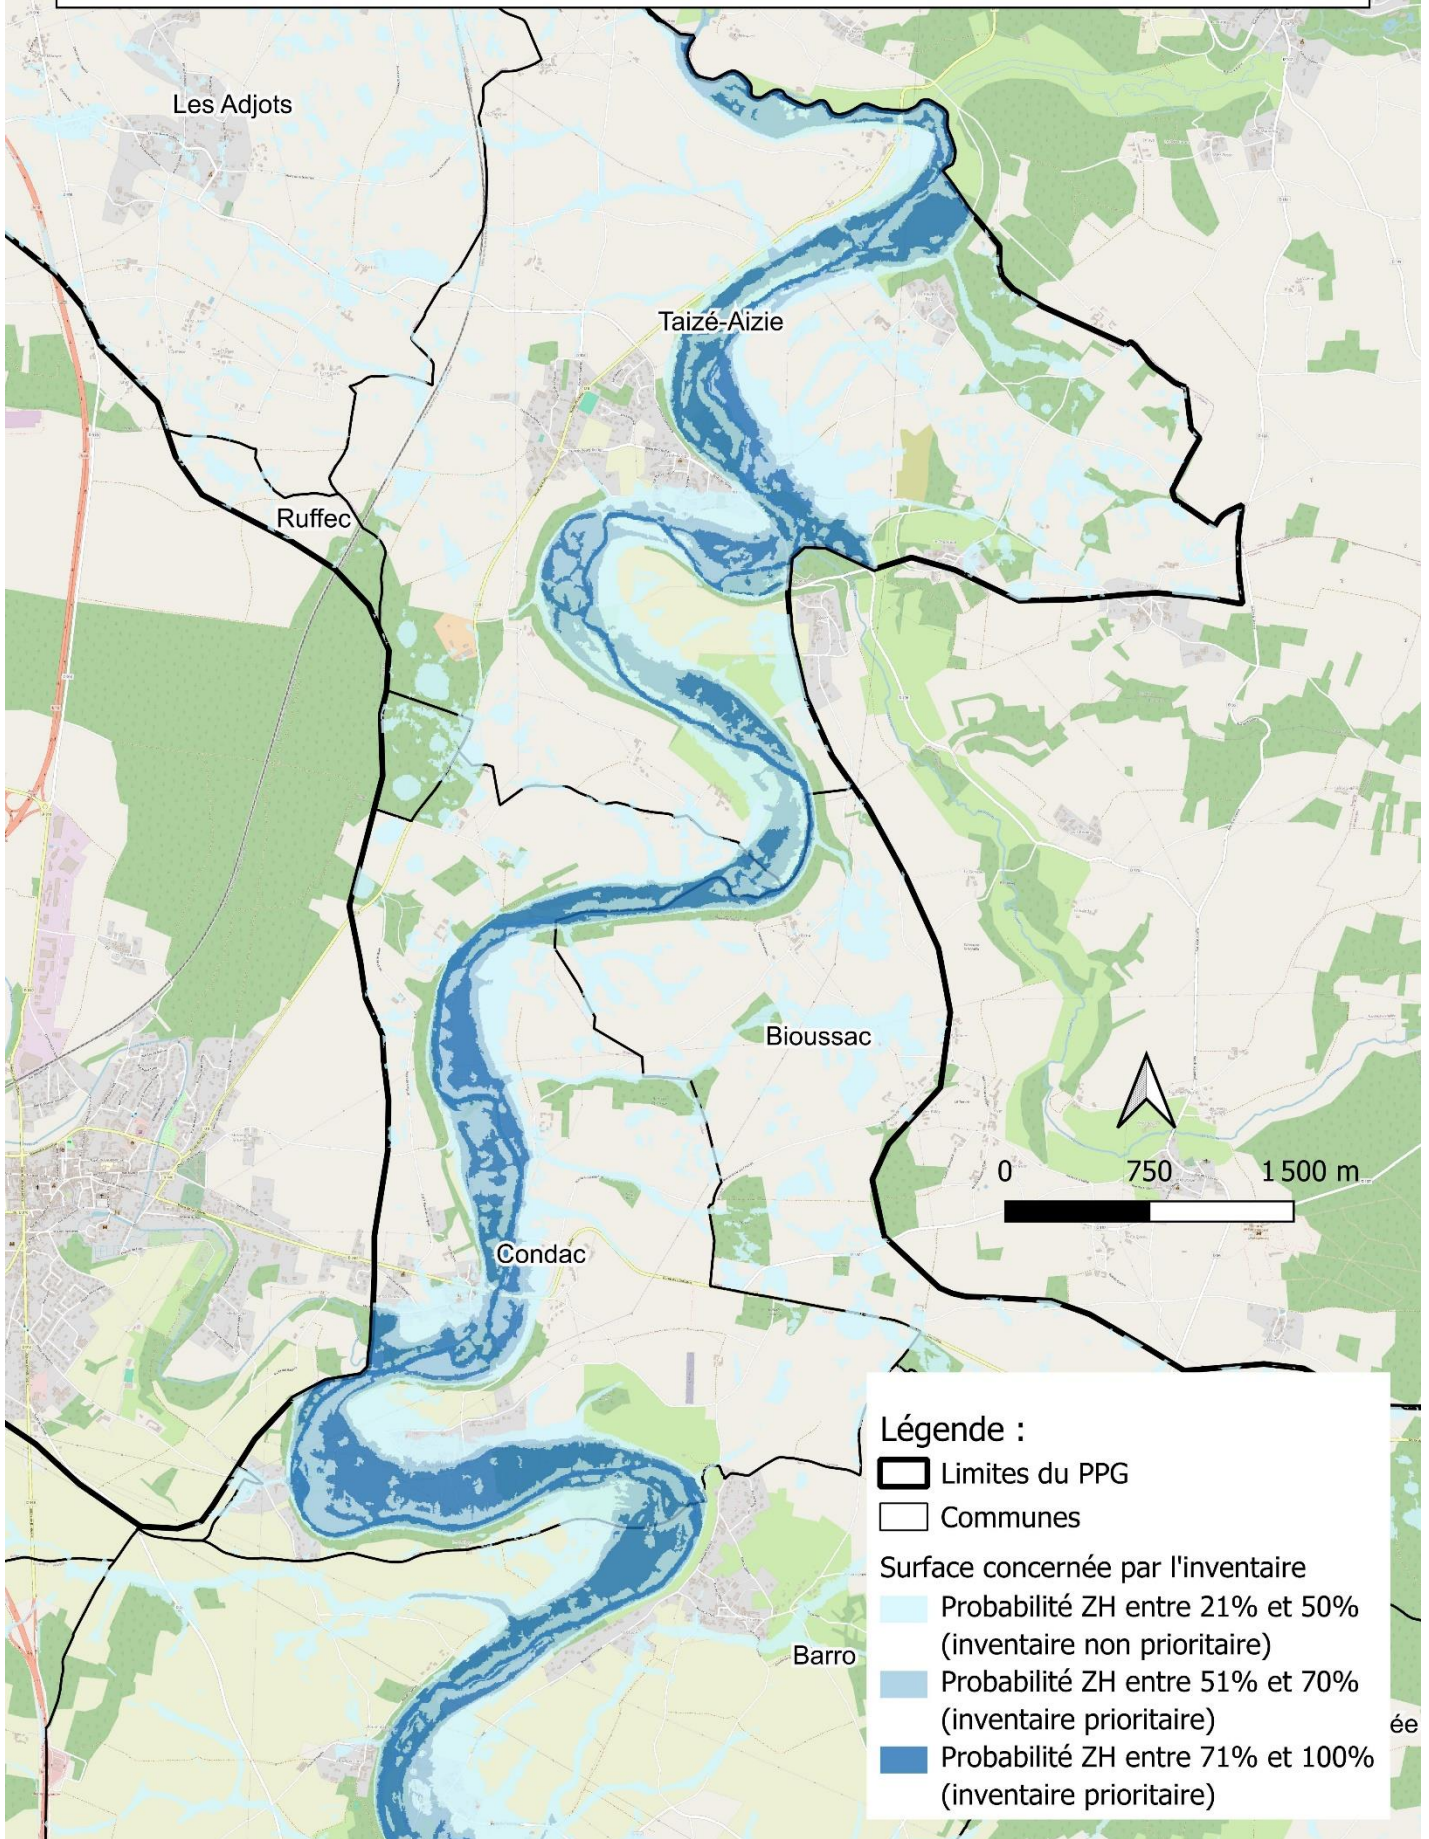 Les Adjots
Taizé-Aizie
Ruffec
Bioussac
0 750 1 500 m
Condac
Légende :
Limites du PPG
Communes
Surface concernée par l'inventaire
Probabilité ZH entre 21% et 50%
(inventaire non prioritaire)
Barro
Probabilité ZH entre 51% et 70%
(inventaire prioritaire)
ée
Probabilité ZH entre 71% et 100%
(inventaire prioritaire)